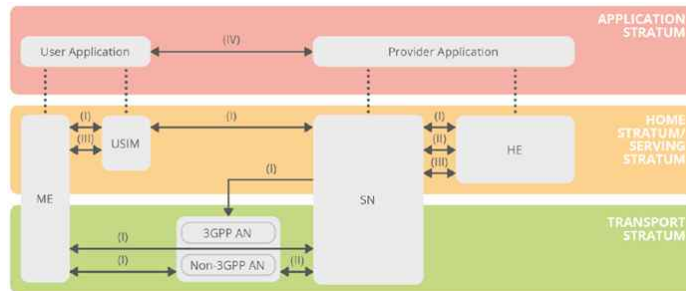 APPLICATION
STRATUM
User Application
(IV)
Provider Application
HOME
STRATUM/
SERVING
STRATUM
(I)
(III)
USIM
(I)
(I)
(II)
(III)
HE
ME
(I)
SN
TRANSPORT
STRATUM
3GPP AN
(I)
Non-3GPP AN
(I)
(II)